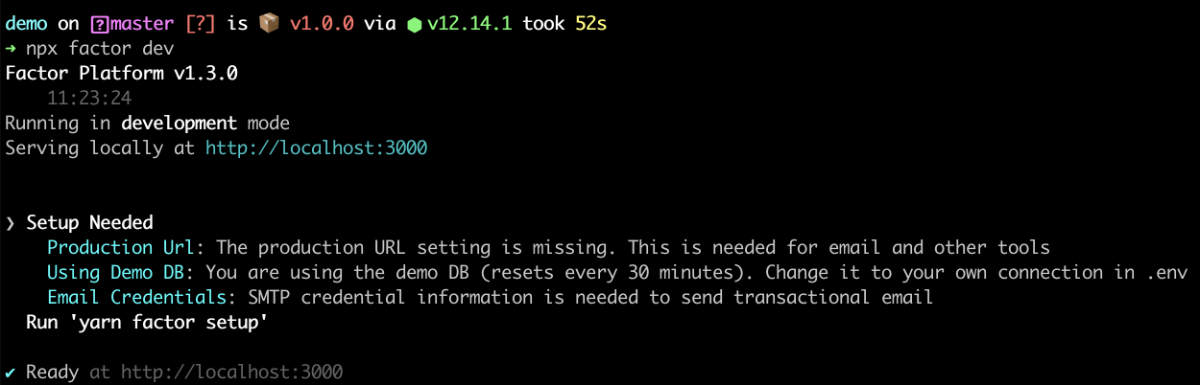 demo on master [?] is 📦 v1.0.0 via ⬢ v12.14.1 took 52s
➜ npx factor dev
Factor Platform v1.3.0
11:23:24
Running in development mode
Serving locally at http://localhost:3000
❯ Setup Needed
Production Url: The production URL setting is missing. This is needed for email and other tools
Using Demo DB: You are using the demo DB (resets every 30 minutes). Change it to your own connection in .env
Email Credentials: SMTP credential information is needed to send transactional email
Run 'yarn factor setup'
✔ Ready at http://localhost:3000